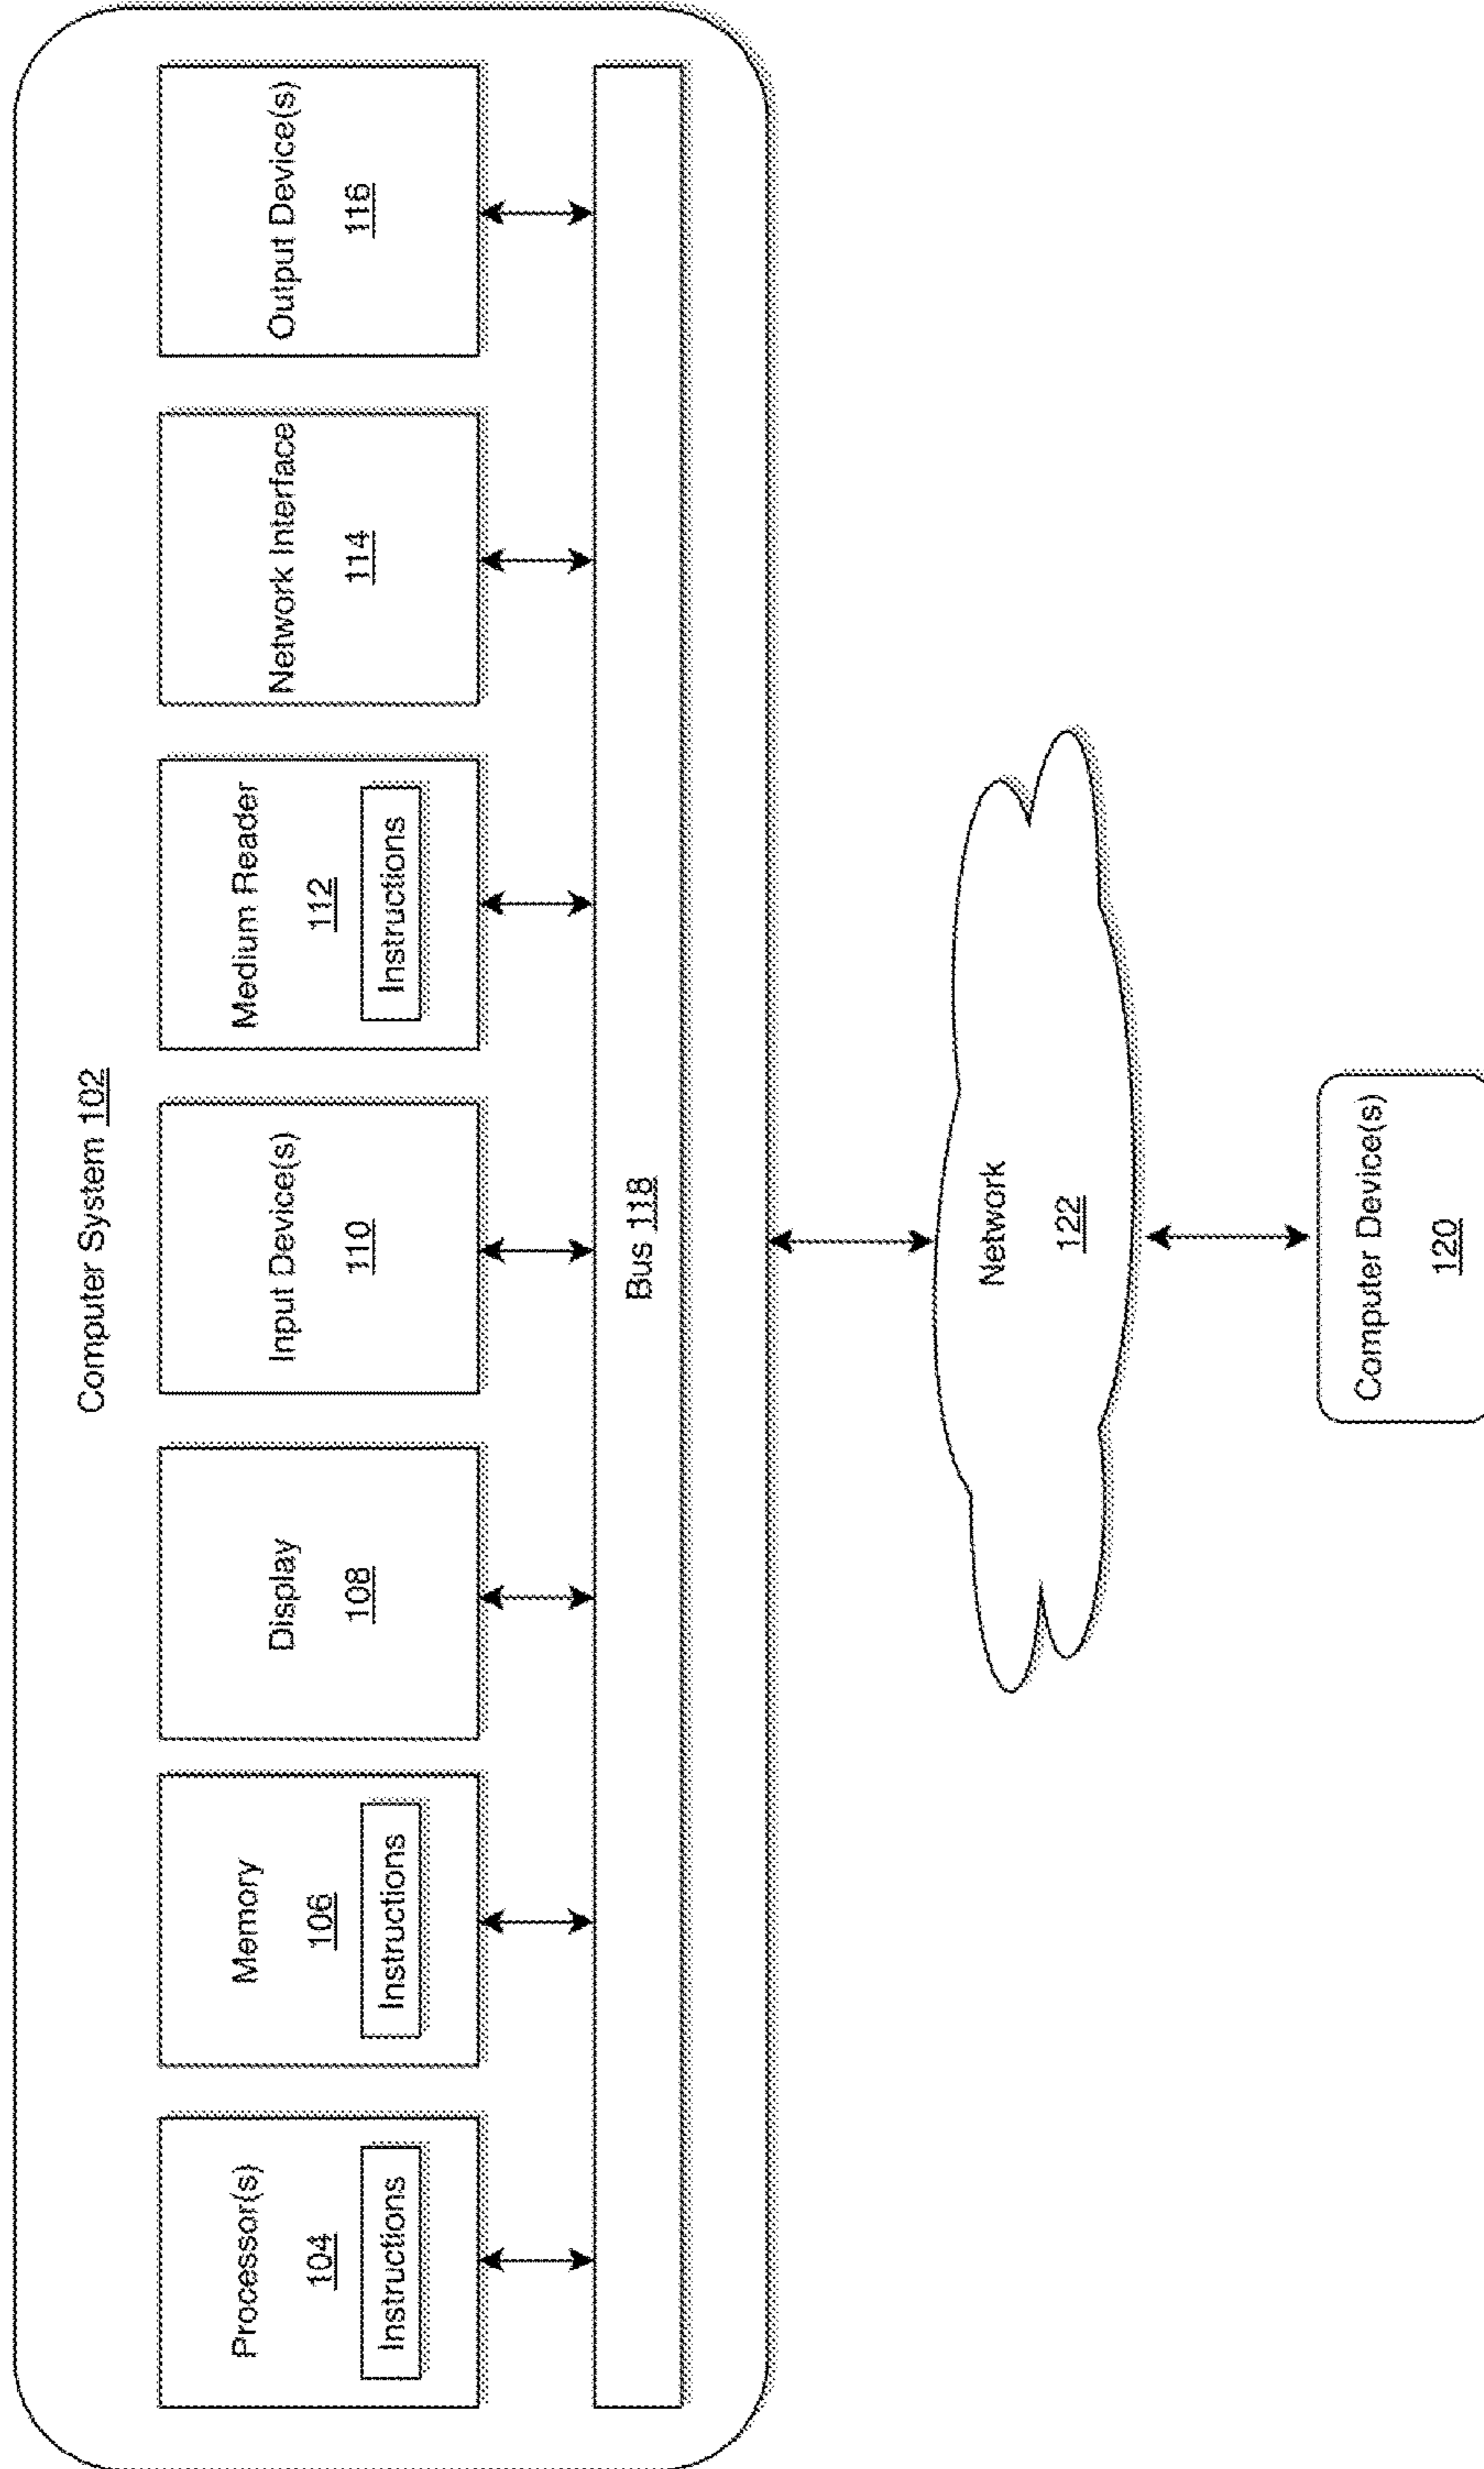 Computer System 102
Processor(s)
104
Instructions
Memory
106
Instructions
Display
108
Input Device(s)
110
Medium Reader
112
Instructions
Network Interface
114
Output Device(s)
116
Bus 118
Network
122
Computer Device(s)
120